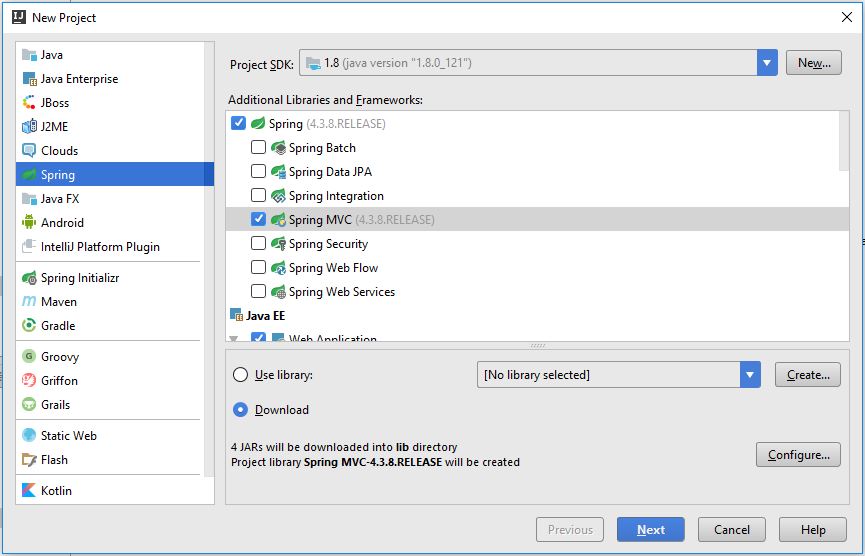 New Project
Java
Java Enterprise
JBoss
J2ME
Clouds
Spring
Java FX
Android
IntelliJ Platform Plugin
Spring Initializr
Maven
Gradle
Groovy
Griffon
Grails
Static Web
Flash
Kotlin
Project SDK: 1.8 (java version "1.8.0_121") New...
Additional Libraries and Frameworks:
Spring (4.3.8.RELEASE)
Spring Batch
Spring Data JPA
Spring Integration
Spring MVC (4.3.8.RELEASE)
Spring Security
Spring Web Flow
Spring Web Services
Java EE
Web Application
Use library: [No library selected] Create...
Download
4 JARs will be downloaded into lib directory
Project library Spring MVC-4.3.8.RELEASE will be created
Configure...
Previous Next Cancel Help